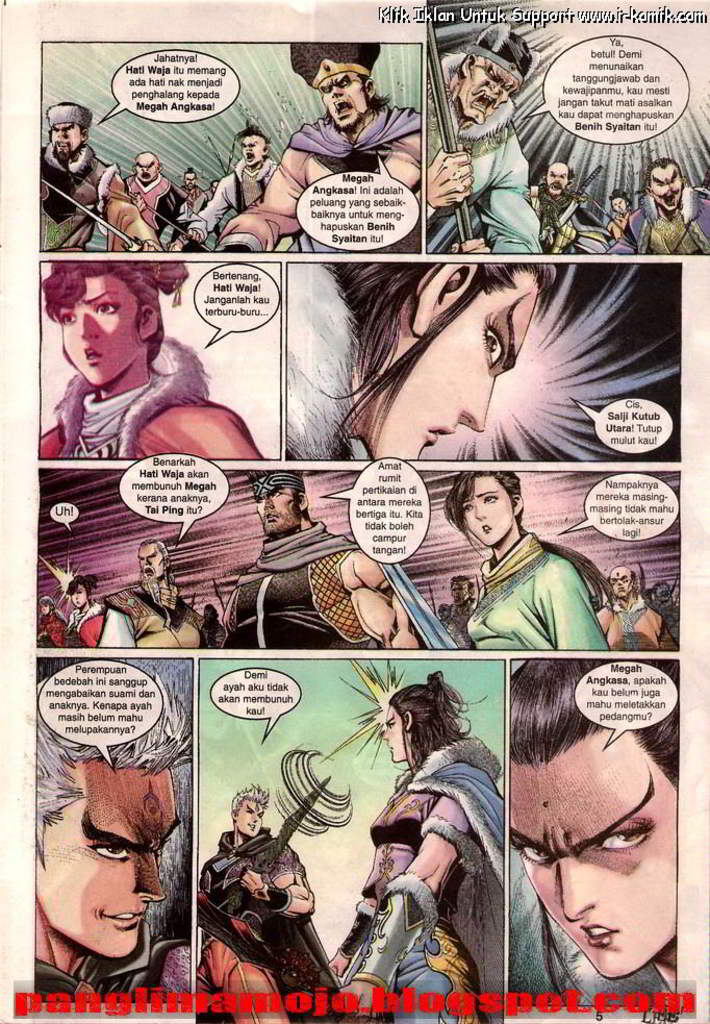 Klik Iklan Untuk Support www.i-komik.com
Jahatnya!
Hati Waja itu memang
ada hati nak menjadi
penghalang kepada
Megah Angkasa!
Megah
Angkasa! Ini adalah
peluang yang sebaik-
baiknya untuk meng-
hapuskan Benih
Syaitan itu!
Ya,
betul! Demi
menunaikan
tanggungjawab dan
kewajipanmu, kau mesti
jangan takut mati asalkan
kau dapat menghapuskan
Benih Syaitan itu!
Bertenang,
Hati Waja!
Janganlah kau
terburu-buru...
Cis,
Salji Kutub
Utara! Tutup
mulut kau!
Uh!
Benarkah
Hati Waja akan
membunuh Megah
kerana anaknya,
Tai Ping itu?
Amat
rumit
pertikaian di
antara mereka
bertiga itu. Kita
tidak boleh
campur
tangan!
Nampaknya
mereka masing-
masing tidak mahu
bertolak-ansur
lagi!
Perempuan
bedebah ini sanggup
mengabaikan suami dan
anaknya. Kenapa ayah
masih belum mahu
melupakannya?
Demi
ayah aku tidak
akan membunuh
kau!
Megah
Angkasa, apakah
kau belum juga
mahu meletakkan
pedangmu?
panglimamojo.blogspot.com
5